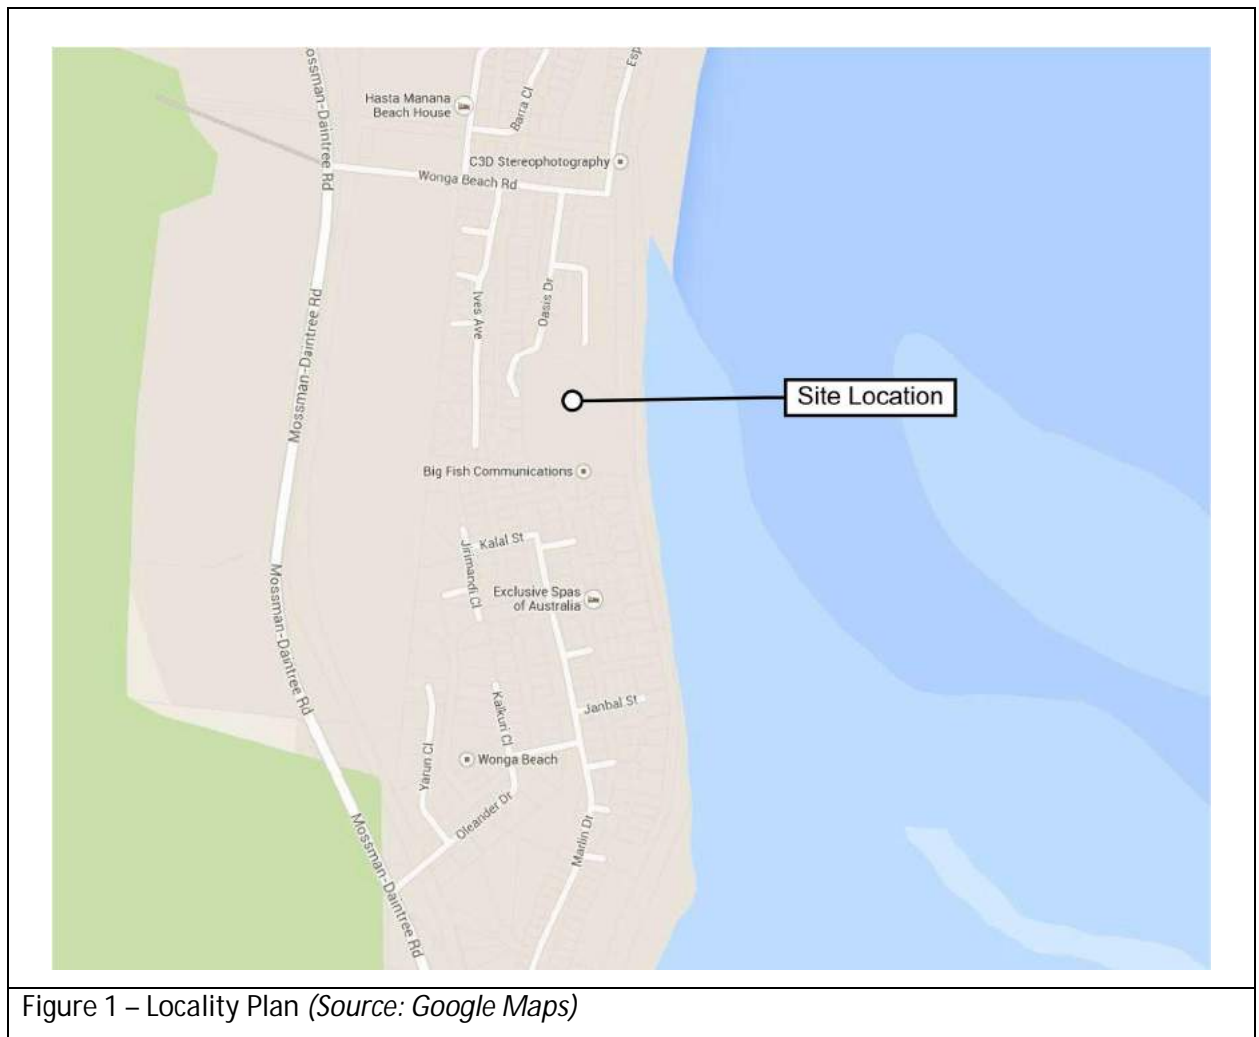 ossman-Daintree Rd
Esp
Hasta Manana
Beach House
Barra Cl
C3D Stereophotography
Wonga Beach Rd
Mossman-Daintree Rd
Ives Ave
Oasis Dr
Site Location
Big Fish Communications
Kalal St
Jirimandi Cl
Mossman-Daintree Rd
Exclusive Spas
of Australia
Janbal St
Kalkuri Cl
Yarun Cl
Wonga Beach
Oleander Dr
Marlin Dr
Mossman-Daintree Rd
Figure 1 – Locality Plan (Source: Google Maps)